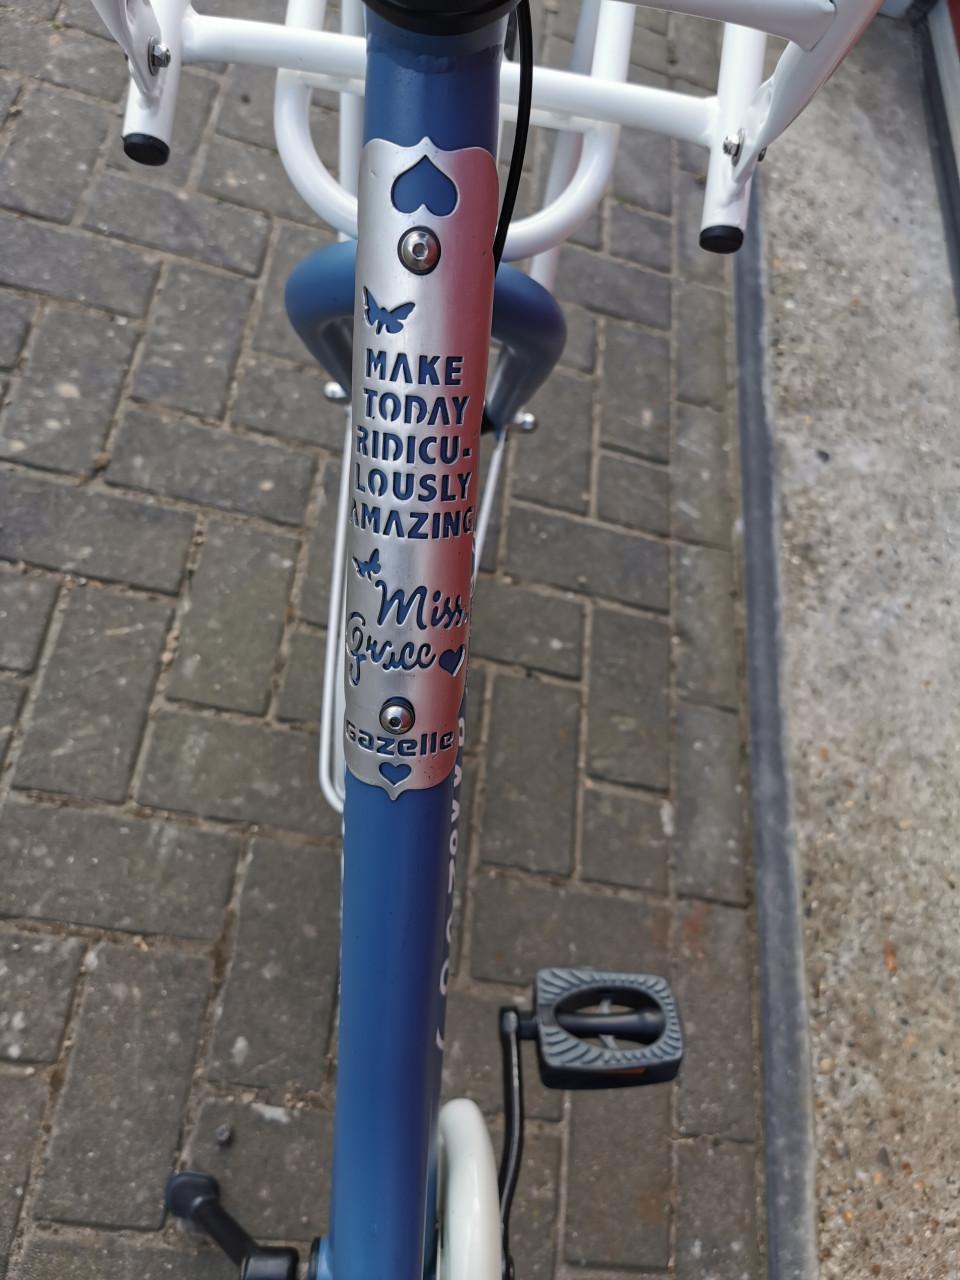 MAKE
TODAY
RIDICU-
LOUSLY
AMAZING
Miss
Grace
Gazelle